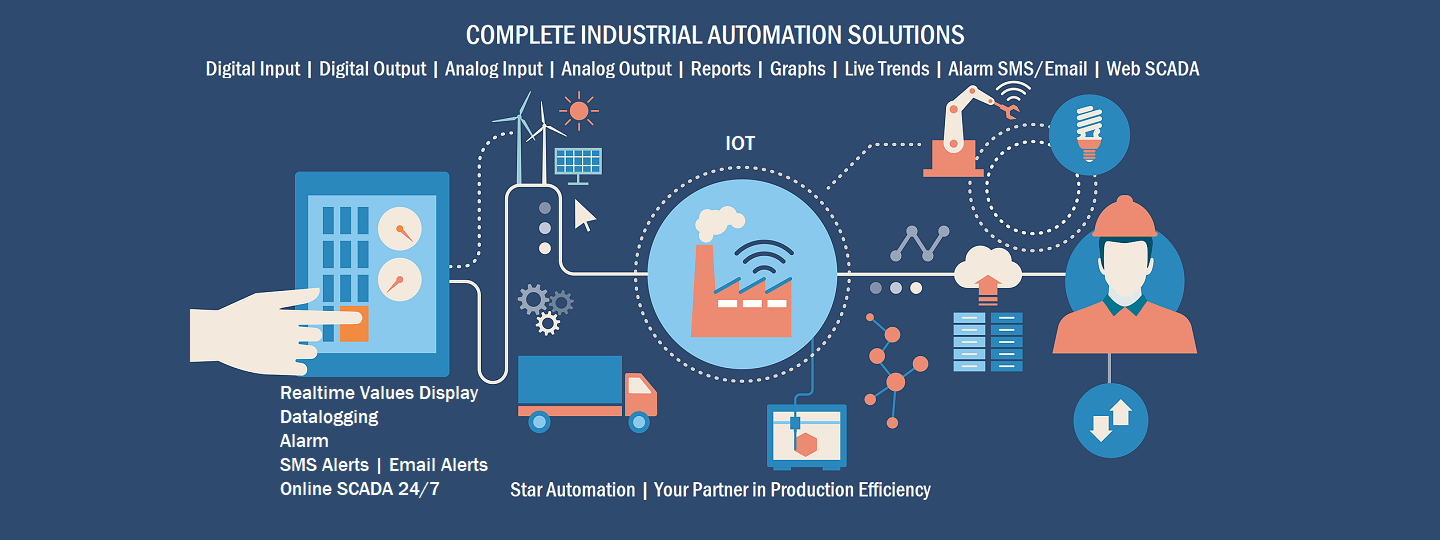 COMPLETE INDUSTRIAL AUTOMATION SOLUTIONS
Digital Input | Digital Output | Analog Input | Analog Output | Reports | Graphs | Live Trends | Alarm SMS/Email | Web SCADA
IOT
Realtime Values Display
Datalogging
Alarm
SMS Alerts | Email Alerts
Online SCADA 24/7
Star Automation | Your Partner in Production Efficiency